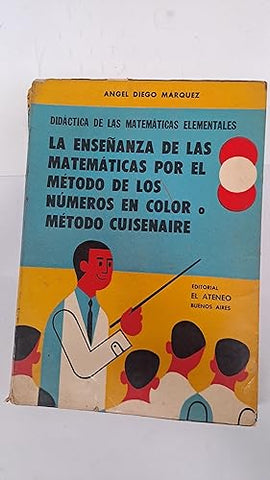 ANGEL DIEGO MARQUEZ
DIDÁCTICA DE LAS MATEMÁTICAS ELEMENTALES
LA ENSEÑANZA DE LAS
MATEMÁTICAS POR EL
MÉTODO DE LOS
NÚMEROS EN COLOR o
MÉTODO CUISENAIRE
EDITORIAL
EL ATENEO
BUENOS AIRES